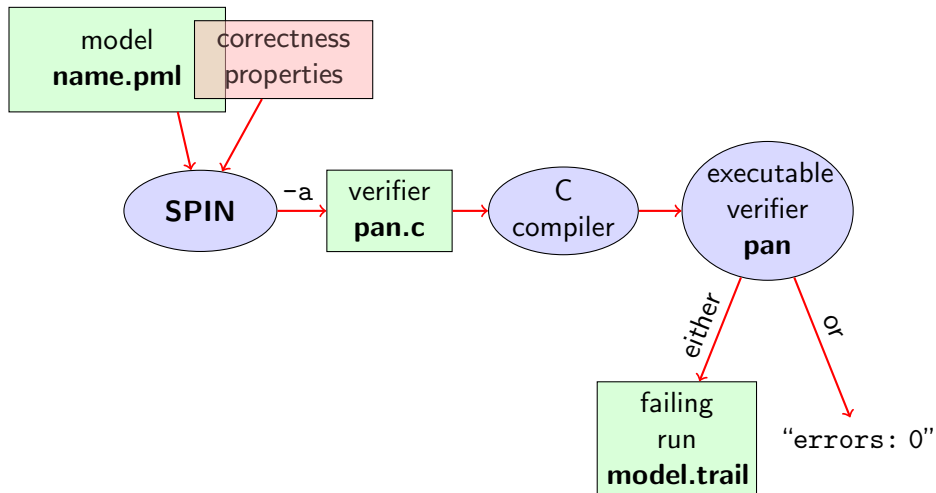 model
name.pml
correctness
properties
SPIN
-a
verifier
pan.c
C
compiler
executable
verifier
pan
either
or
failing
run
model.trail
“errors: 0”